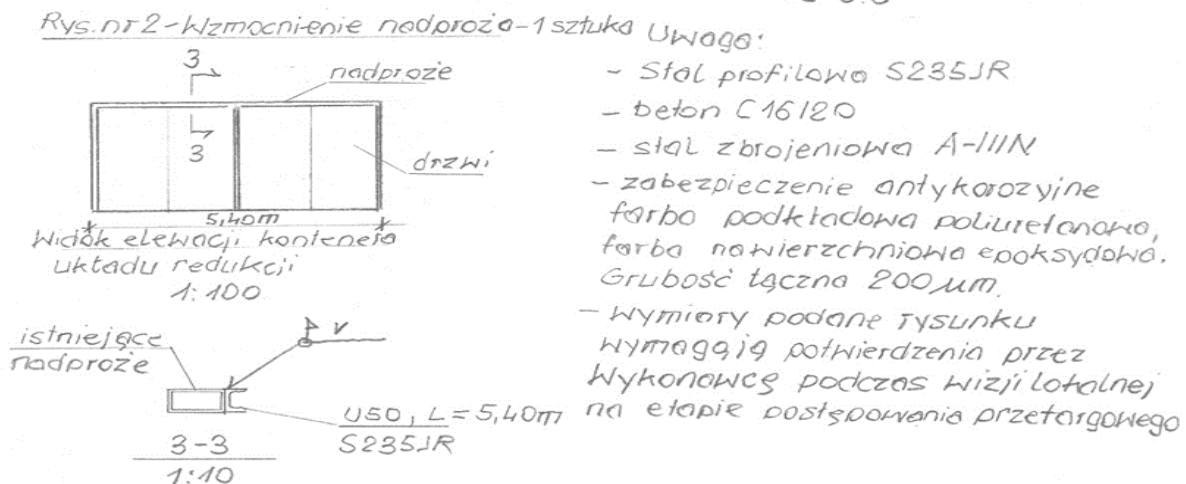 Rys. nr 2 - Wzmocnienie nadproża - 1 sztuka
3
nadproże
3
drzwi
5,40m
Widok elewacji kontenera
układu redukcji
1:100
istniejące
nadproże
V
U50, L = 5,40m
S235JR
3-3
1:10
Uwaga:
- Stal profilowa S235JR
- beton C16/20
- stal zbrojeniowa A-IIIN
- zabezpieczenie antykorozyjne
farba podkładowa poliuretanowa,
farba nawierzchniowa epoksydowa.
Grubość łączna 200 µm.
- Wymiary podane rysunku
wymagają potwierdzenia przez
Wykonawcę podczas wizji lokalnej
na etapie postępowania przetargowego